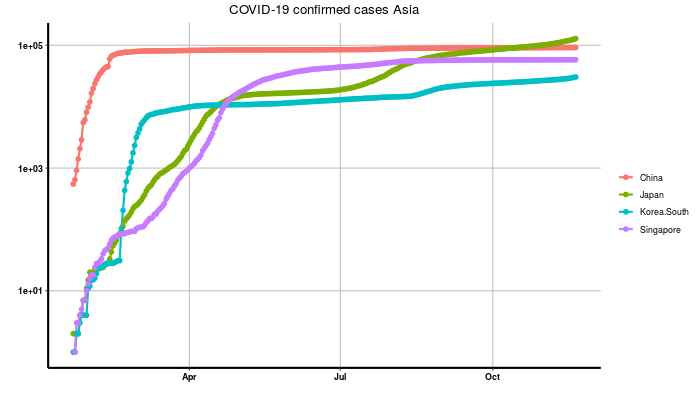 COVID-19 confirmed cases Asia
1e+05
1e+03
1e+01
Apr
Jul
Oct
China
Japan
Korea.South
Singapore